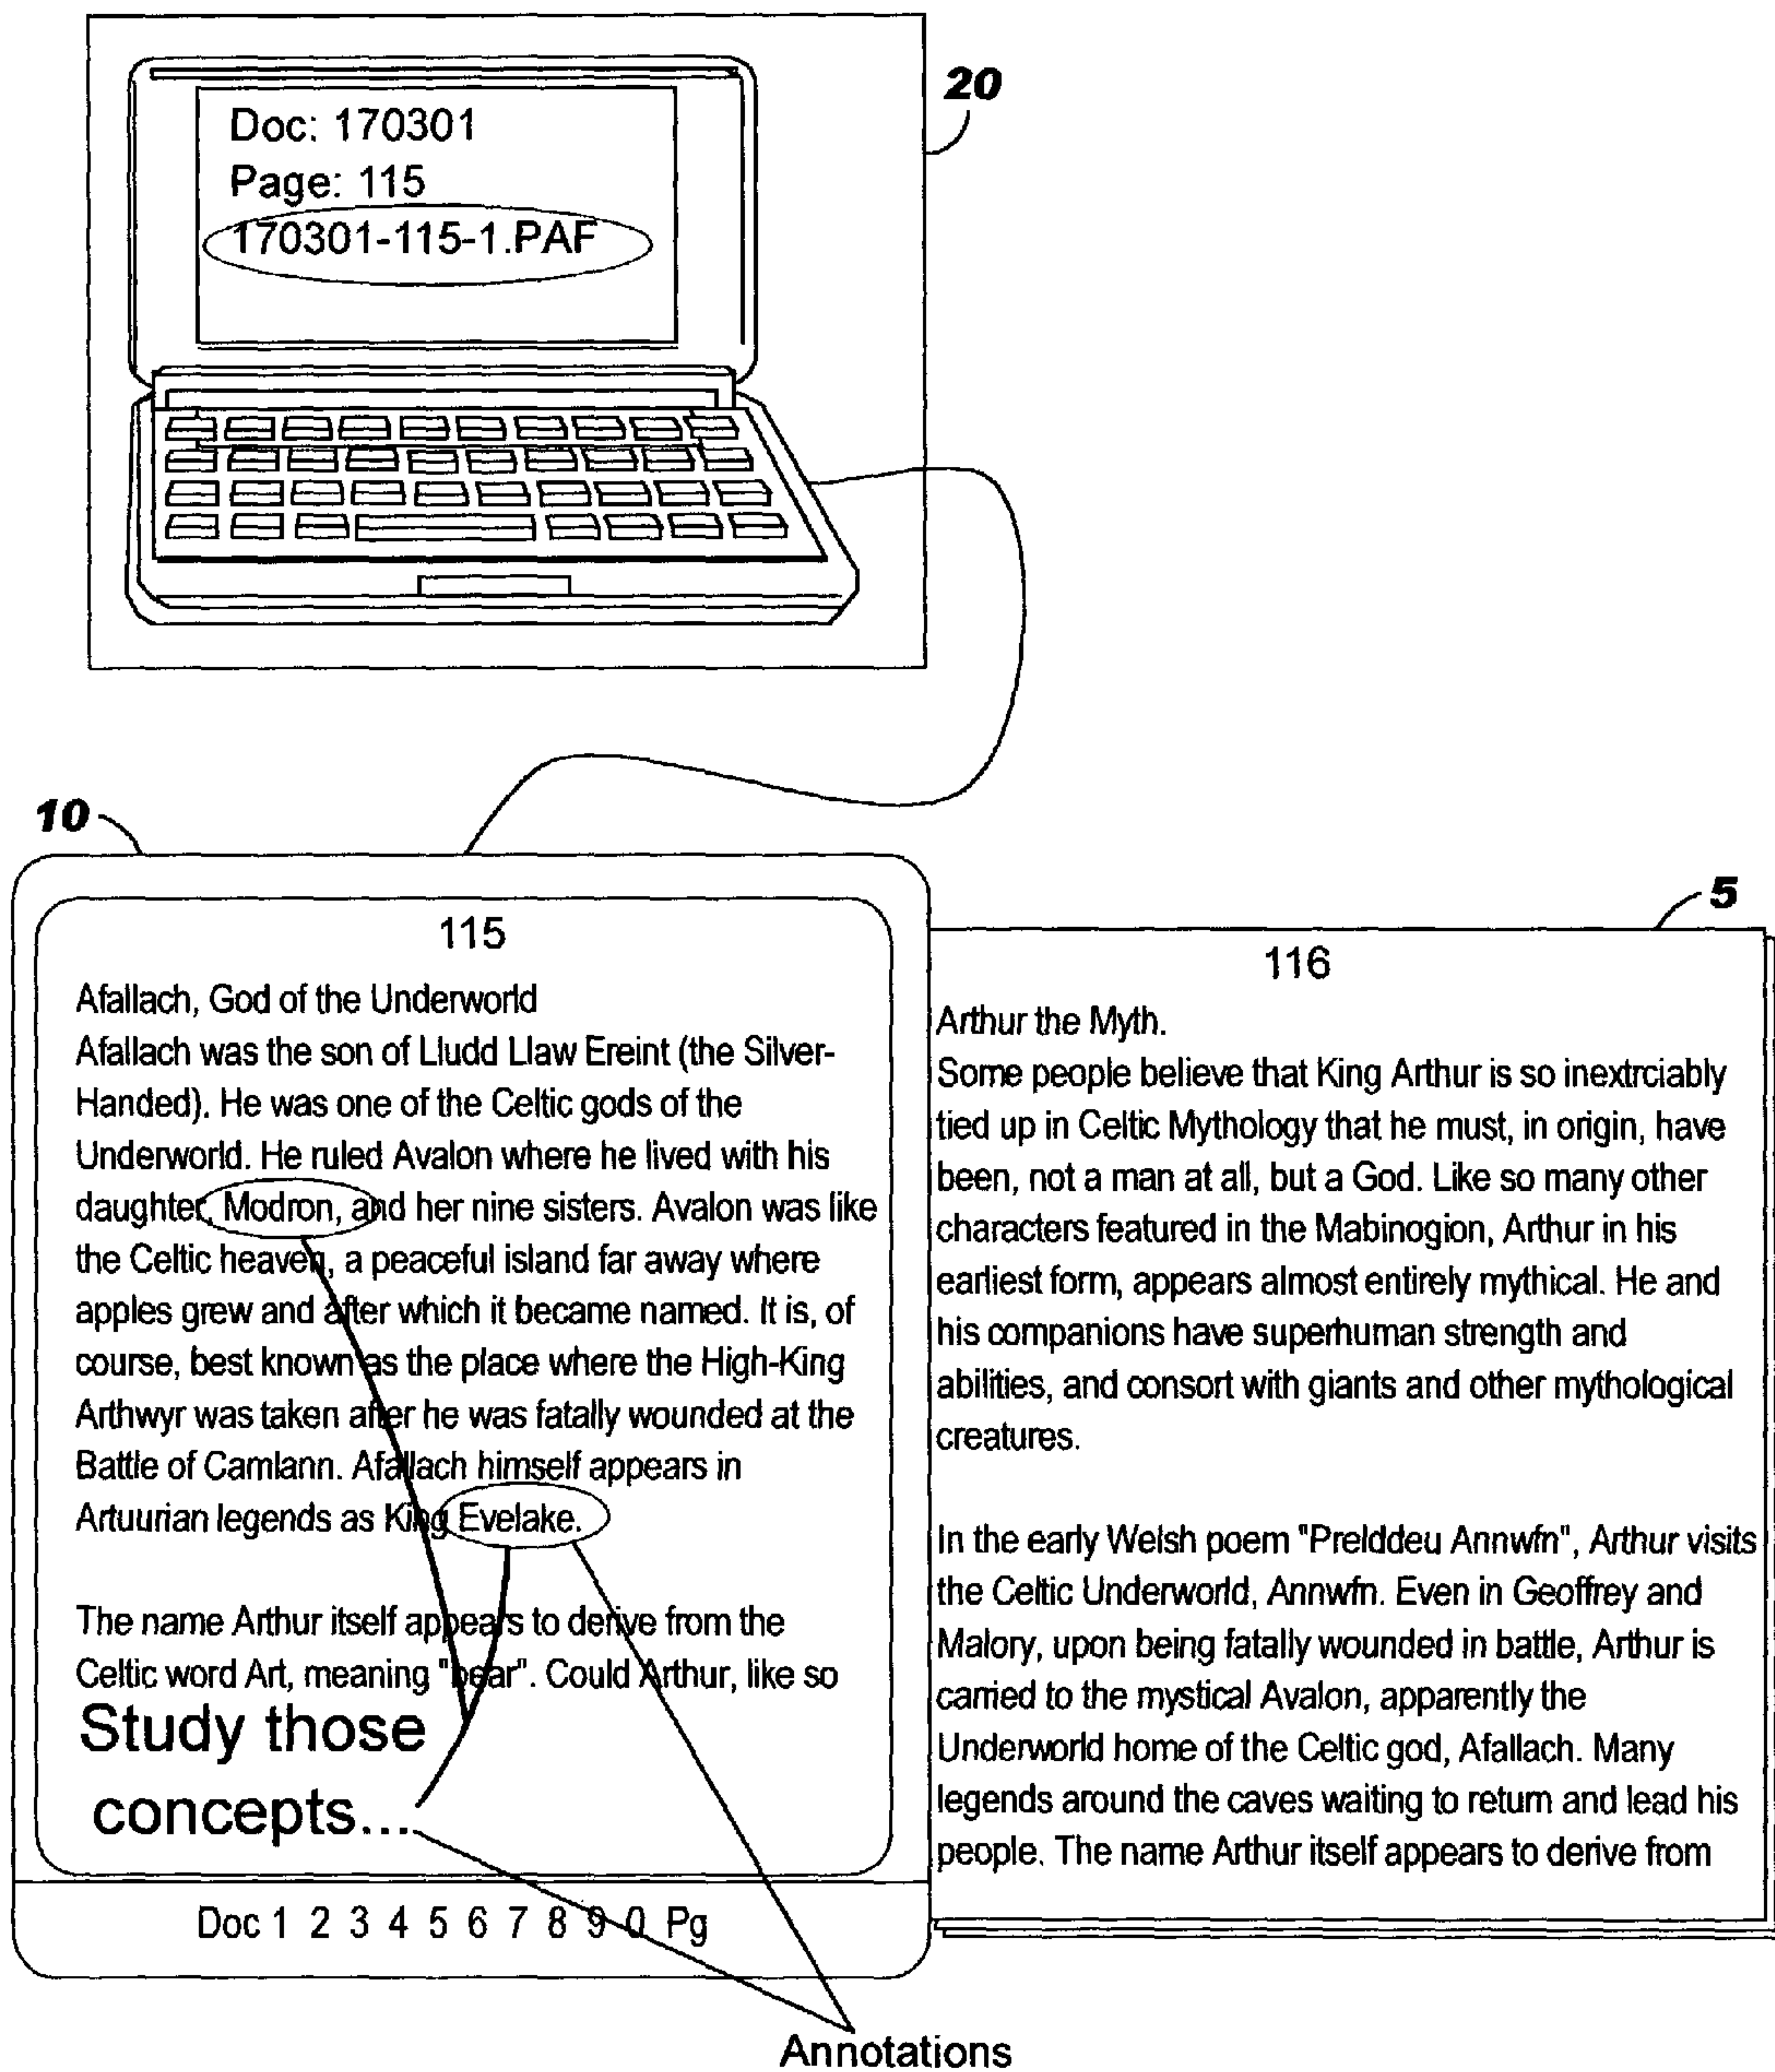 20
Doc: 170301
Page: 115
170301-115-1.PAF
10
115
Afallach, God of the Underworld
Afallach was the son of Lludd Llaw Ereint (the Silver-
Handed). He was one of the Celtic gods of the
Underworld. He ruled Avalon where he lived with his
daughter, Modron, and her nine sisters. Avalon was like
the Celtic heaven, a peaceful island far away where
apples grew and after which it became named. It is, of
course, best known as the place where the High-King
Arthwyr was taken after he was fatally wounded at the
Battle of Camlann. Afallach himself appears in
Artuurian legends as King Evelake.
The name Arthur itself appears to derive from the
Celtic word Art, meaning "bear". Could Arthur, like so
Study those
concepts...
Doc 1 2 3 4 5 6 7 8 9 0 Pg
5
116
Arthur the Myth.
Some people believe that King Arthur is so inextrciably
tied up in Celtic Mythology that he must, in origin, have
been, not a man at all, but a God. Like so many other
characters featured in the Mabinogion, Arthur in his
earliest form, appears almost entirely mythical. He and
his companions have superhuman strength and
abilities, and consort with giants and other mythological
creatures.
In the early Welsh poem "Prelddeu Annwfn", Arthur visits
the Celtic Underworld, Annwfn. Even in Geoffrey and
Malory, upon being fatally wounded in battle, Arthur is
carried to the mystical Avalon, apparently the
Underworld home of the Celtic god, Afallach. Many
legends around the caves waiting to return and lead his
people. The name Arthur itself appears to derive from
Annotations